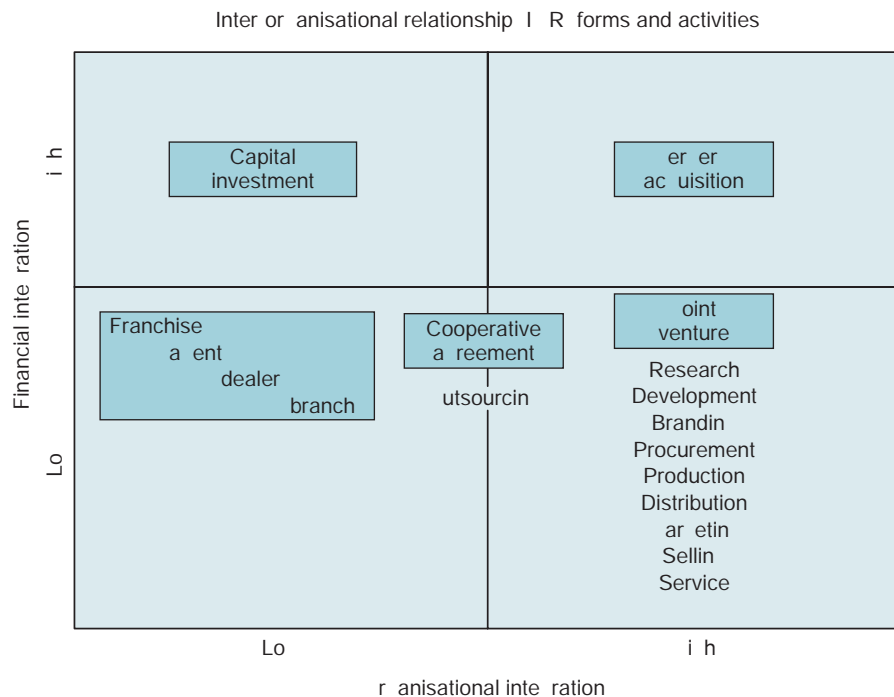 Inter or anisational relationship I R forms and activities
Capital
investment
er er
ac uisition
i h
Financial inte ration
Lo
Franchise
a ent
dealer
branch
Cooperative
a reement
utsourcin
oint
venture
Research
Development
Brandin
Procurement
Production
Distribution
ar etin
Sellin
Service
Lo
i h
r anisational inte ration